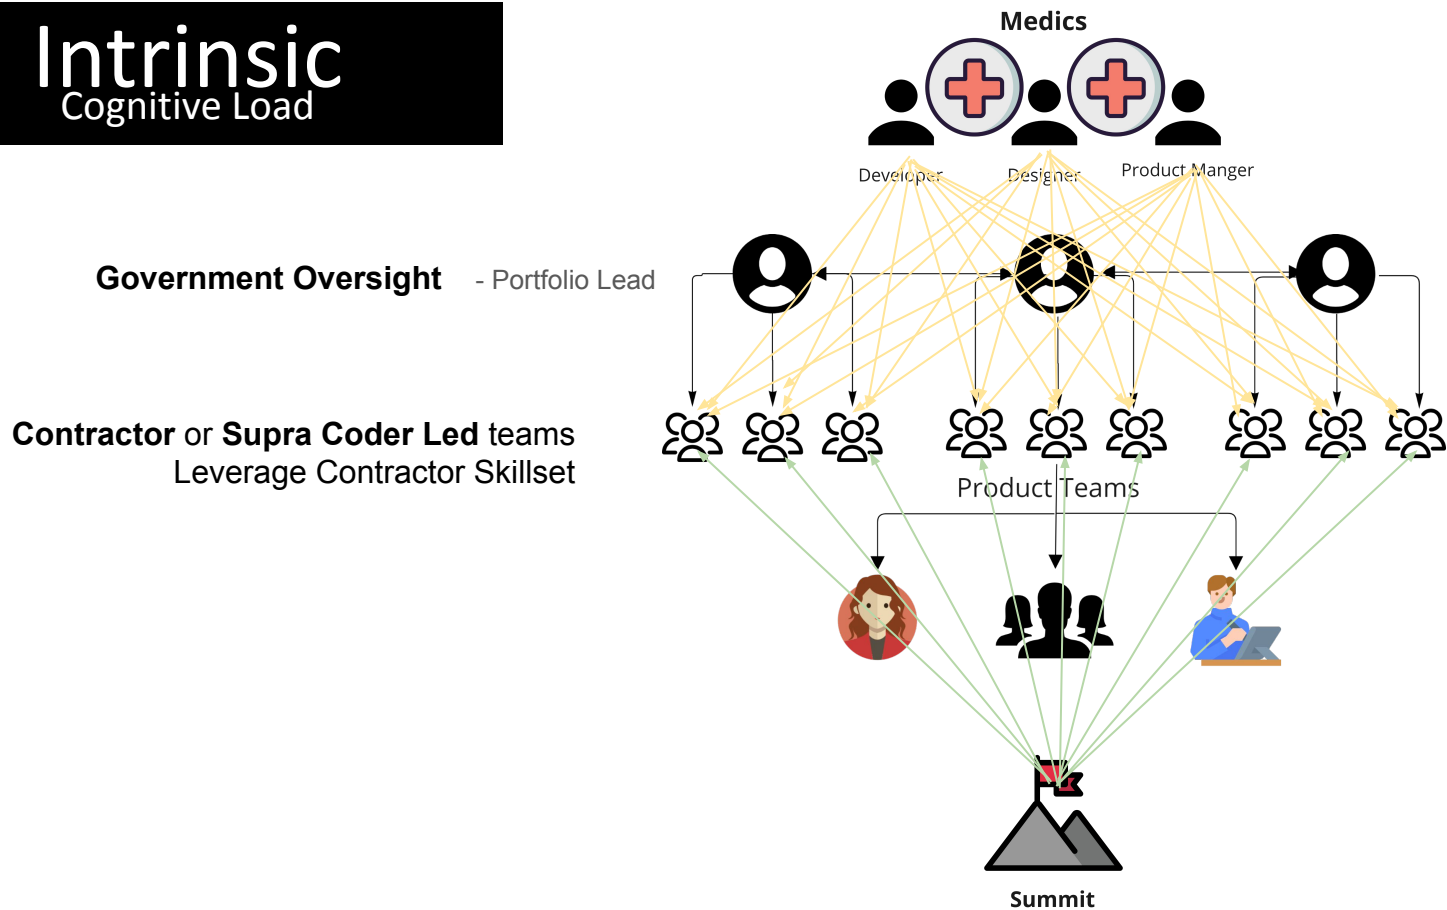 Intrinsic
Cognitive Load
Medics
Developer
Designer
Product Manger
Government Oversight - Portfolio Lead
Contractor or Supra Coder Led teams
Leverage Contractor Skillset
Product Teams
Summit